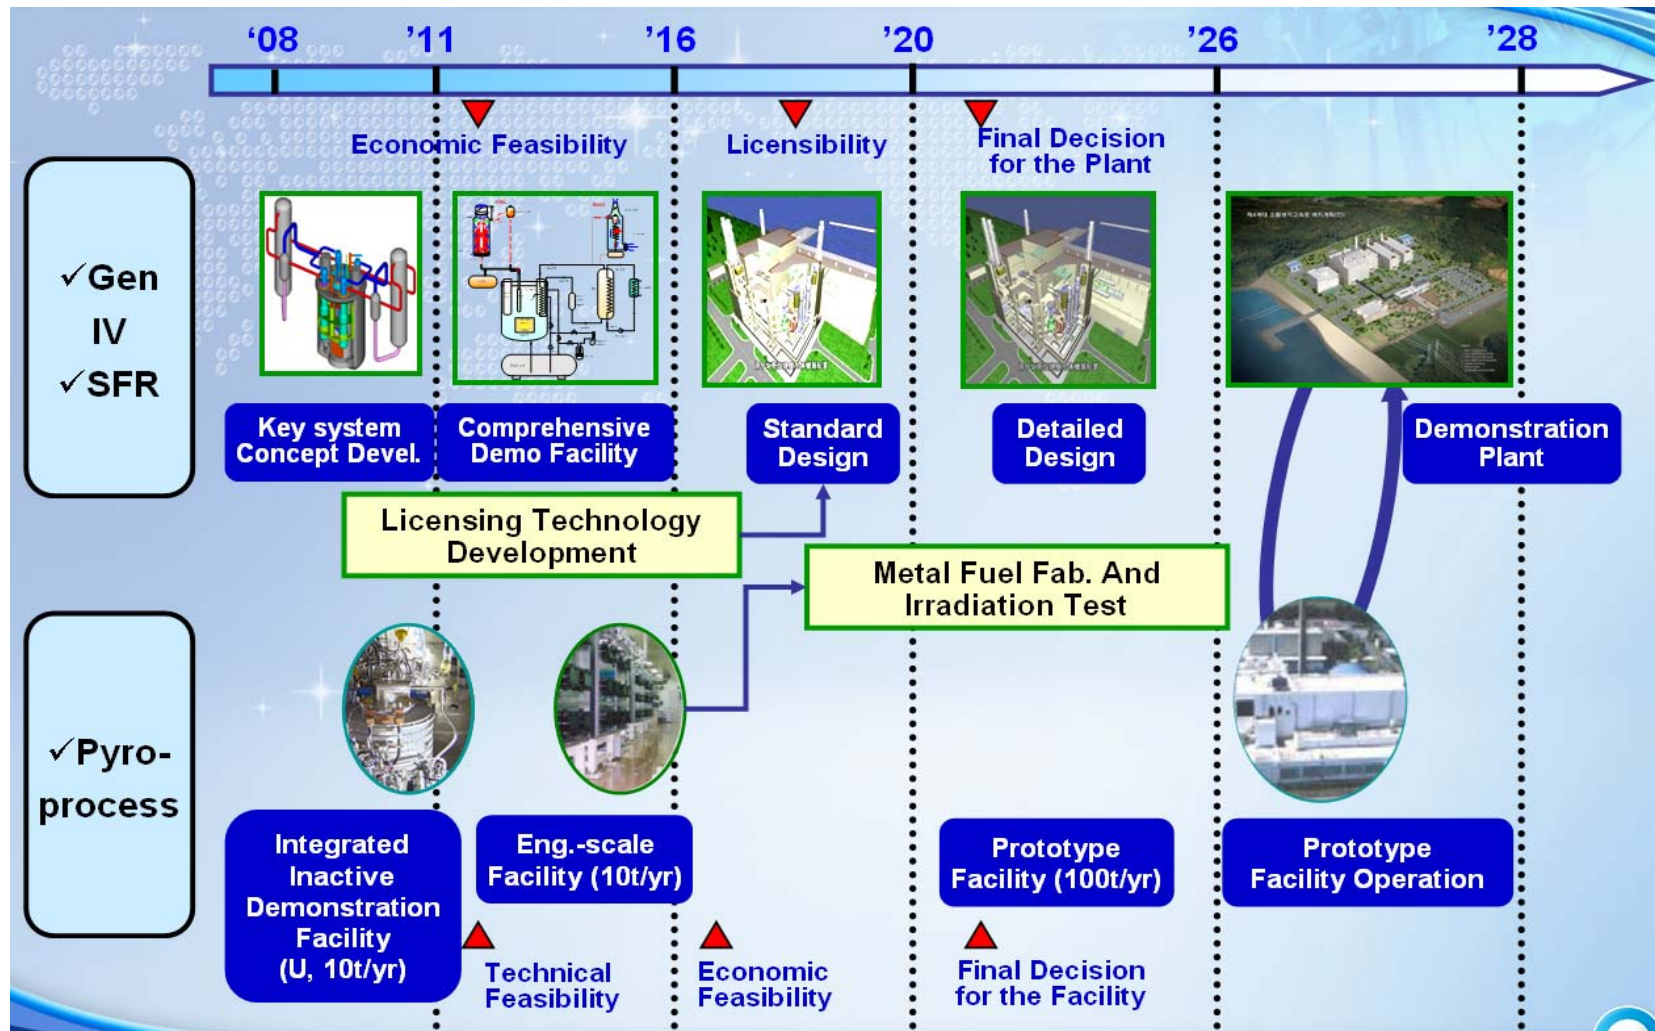 ‘08
’11
’16
’20
’26
’28
Economic Feasibility
Licensibility
Final Decision
for the Plant
✓Gen
IV
✓SFR
Key system
Concept Devel.
Comprehensive
Demo Facility
Standard
Design
Detailed
Design
Demonstration
Plant
Licensing Technology
Development
Metal Fuel Fab. And
Irradiation Test
✓Pyro-
process
Integrated
Inactive
Demonstration
Facility
(U, 10t/yr)
Eng.-scale
Facility (10t/yr)
Prototype
Facility (100t/yr)
Prototype
Facility Operation
Technical
Feasibility
Economic
Feasibility
Final Decision
for the Facility